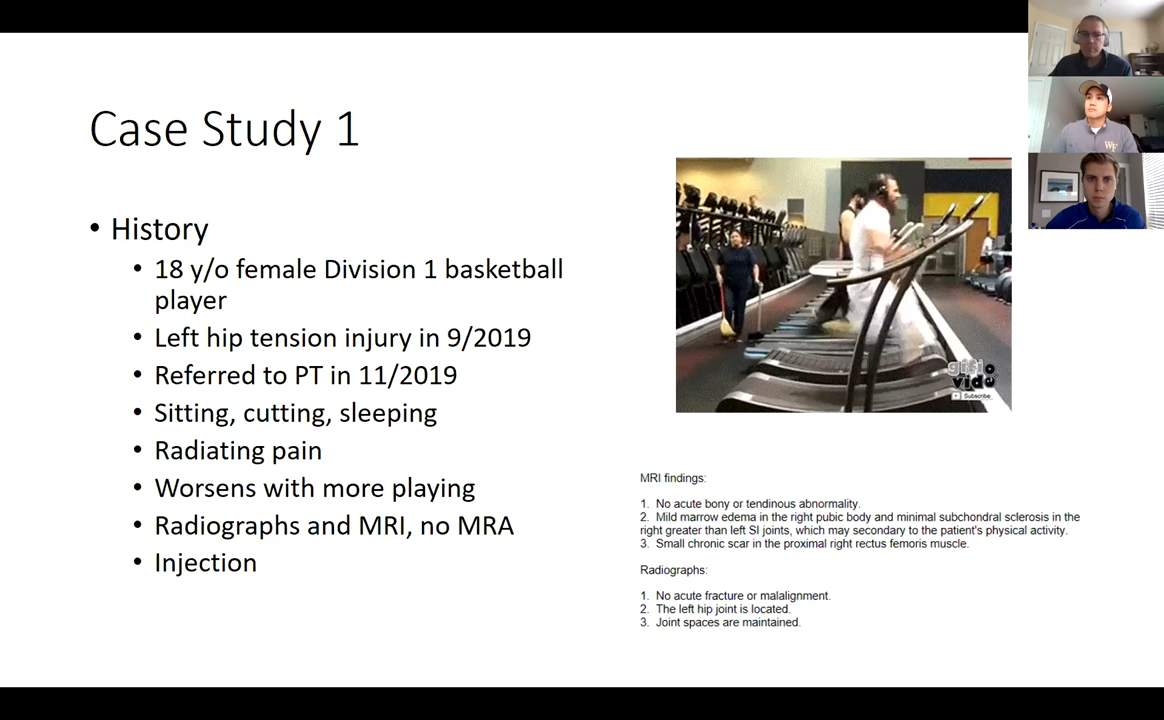 Case Study 1
• History
• 18 y/o female Division 1 basketball
player
• Left hip tension injury in 9/2019
• Referred to PT in 11/2019
• Sitting, cutting, sleeping
• Radiating pain
• Worsens with more playing
• Radiographs and MRI, no MRA
• Injection
WF
gifi
vide
Subscribe
MRI findings:
1. No acute bony or tendinous abnormality.
2. Mild marrow edema in the right pubic body and minimal subchondral sclerosis in the
right greater than left SI joints, which may secondary to the patient's physical activity.
3. Small chronic scar in the proximal right rectus femoris muscle.
Radiographs:
1. No acute fracture or malalignment.
2. The left hip joint is located.
3. Joint spaces are maintained.